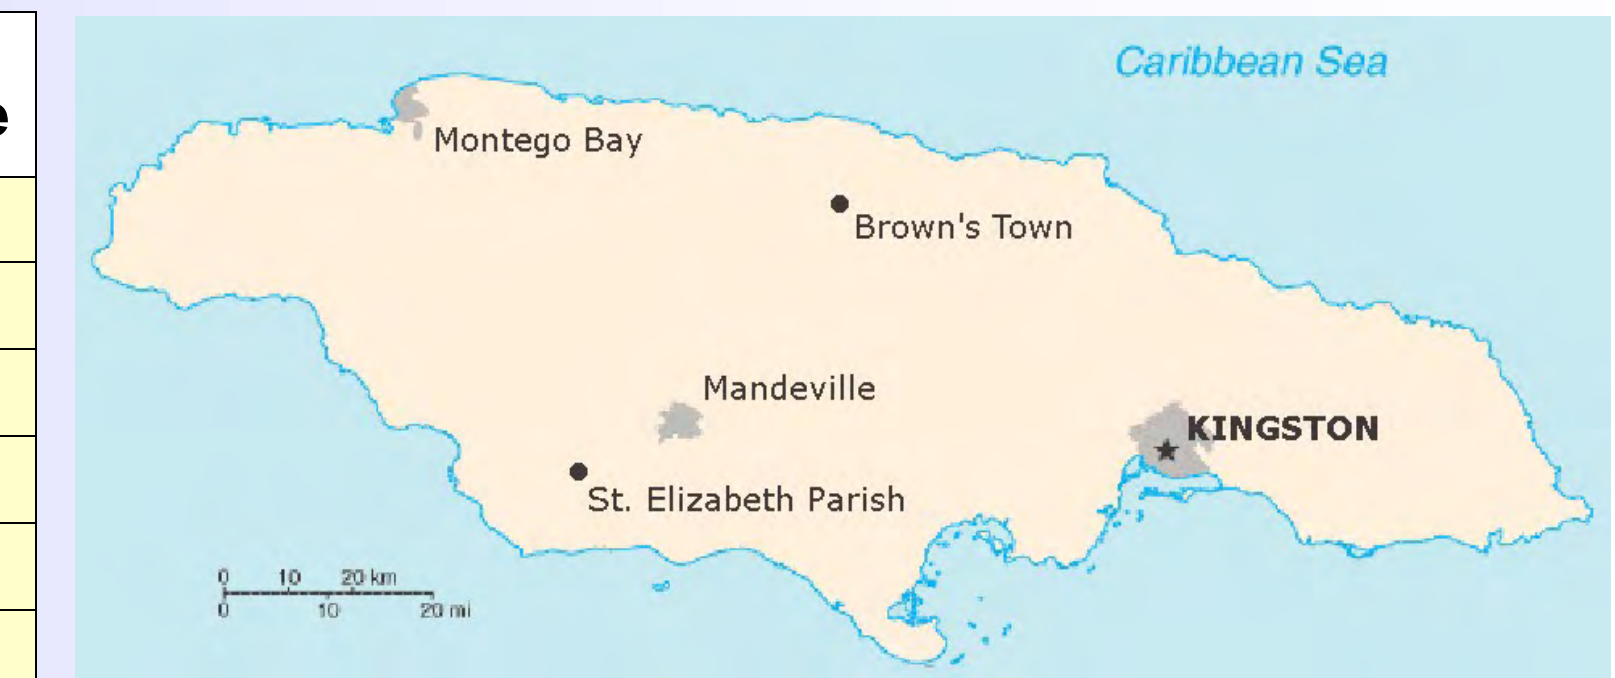 e
Caribbean Sea
Montego Bay
Brown's Town
Mandeville
KINGSTON
St. Elizabeth Parish
0 10 20 km
0 10 20 mi